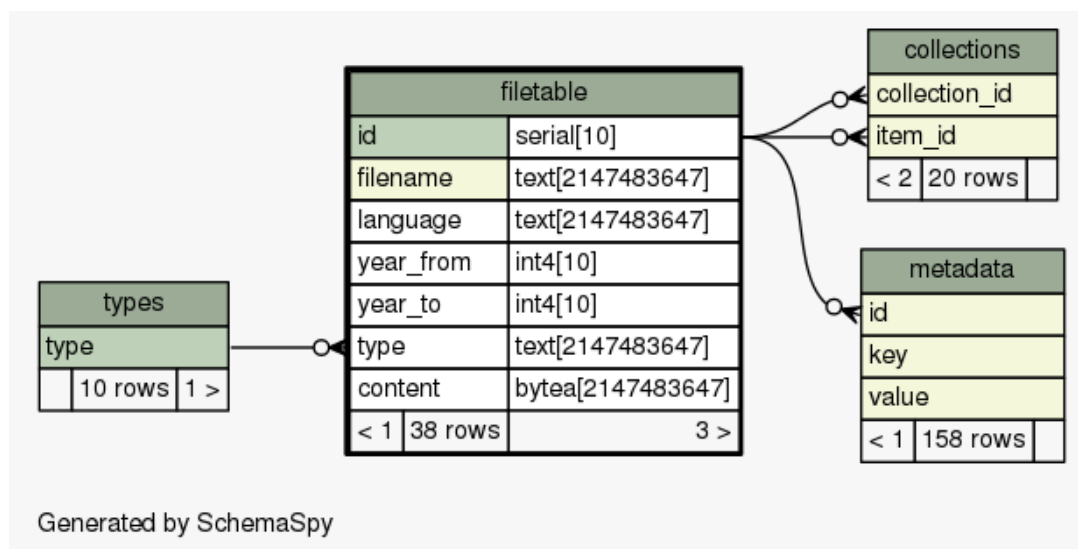 types
type
10 rows 1 >
filetable
id serial[10]
filename text[2147483647]
language text[2147483647]
year_from int4[10]
year_to int4[10]
type text[2147483647]
content bytea[2147483647]
< 1 38 rows 3 >
collections
collection_id
item_id
< 2 20 rows
metadata
id
key
value
< 1 158 rows
Generated by SchemaSpy